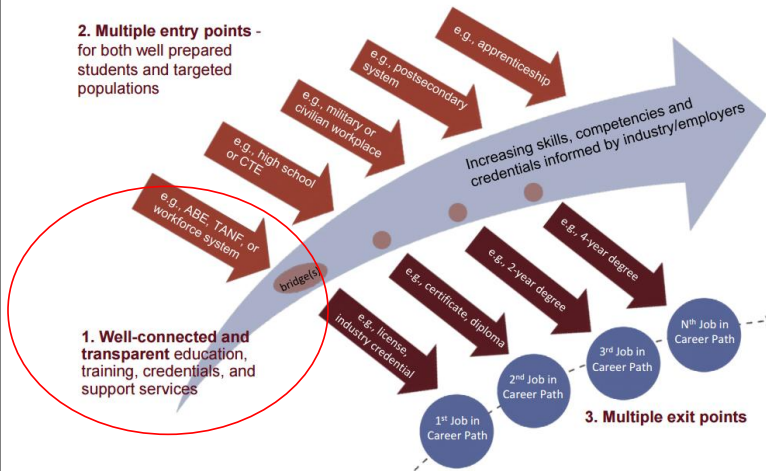 2. Multiple entry points -
for both well prepared
students and targeted
populations
e.g., apprenticeship
e.g., postsecondary
system
e.g., military or
civilian workplace
e.g., high school
or CTE
e.g., ABE, TANF, or
workforce system
Increasing skills, competencies and
credentials informed by industry/employers
bridge(s)
1. Well-connected and
transparent education,
training, credentials, and
support services
e.g., license,
industry credential
e.g., certificate, diploma
e.g., 2-year degree
e.g., 4-year degree
1st Job in
Career Path
2nd Job in
Career Path
3rd Job in
Career Path
Nth Job in
Career Path
3. Multiple exit points